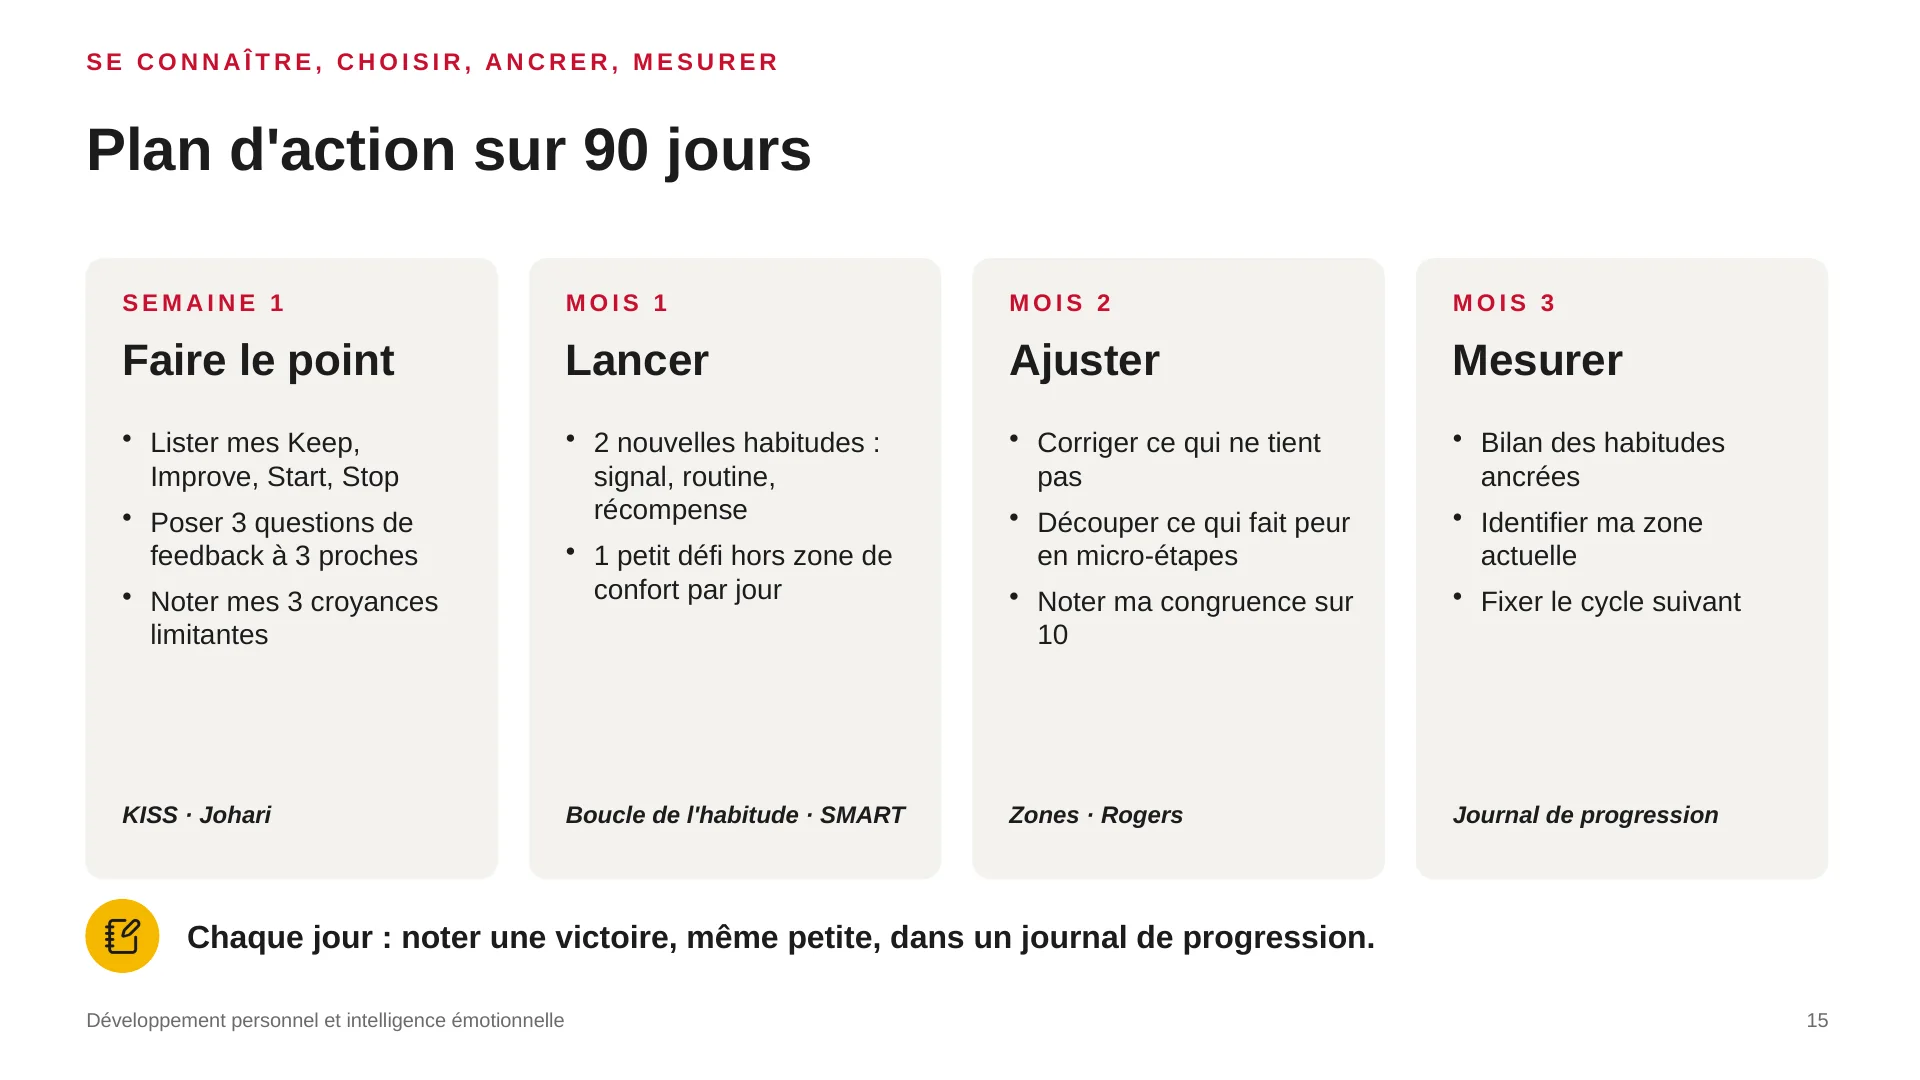 SE CONNAÎTRE, CHOISIR, ANCRER, MESURER
Plan d'action sur 90 jours
SEMAINE 1
Faire le point
• Lister mes Keep,
Improve, Start, Stop
• Poser 3 questions de
feedback à 3 proches
• Noter mes 3 croyances
limitantes
KISS · Johari
MOIS 1
Lancer
• 2 nouvelles habitudes :
signal, routine,
récompense
• 1 petit défi hors zone de
confort par jour
Boucle de l'habitude · SMART
MOIS 2
Ajuster
• Corriger ce qui ne tient
pas
• Découper ce qui fait peur
en micro-étapes
• Noter ma congruence sur
10
Zones · Rogers
MOIS 3
Mesurer
• Bilan des habitudes
ancrées
• Identifier ma zone
actuelle
• Fixer le cycle suivant
Journal de progression
Chaque jour : noter une victoire, même petite, dans un journal de progression.
Développement personnel et intelligence émotionnelle
15